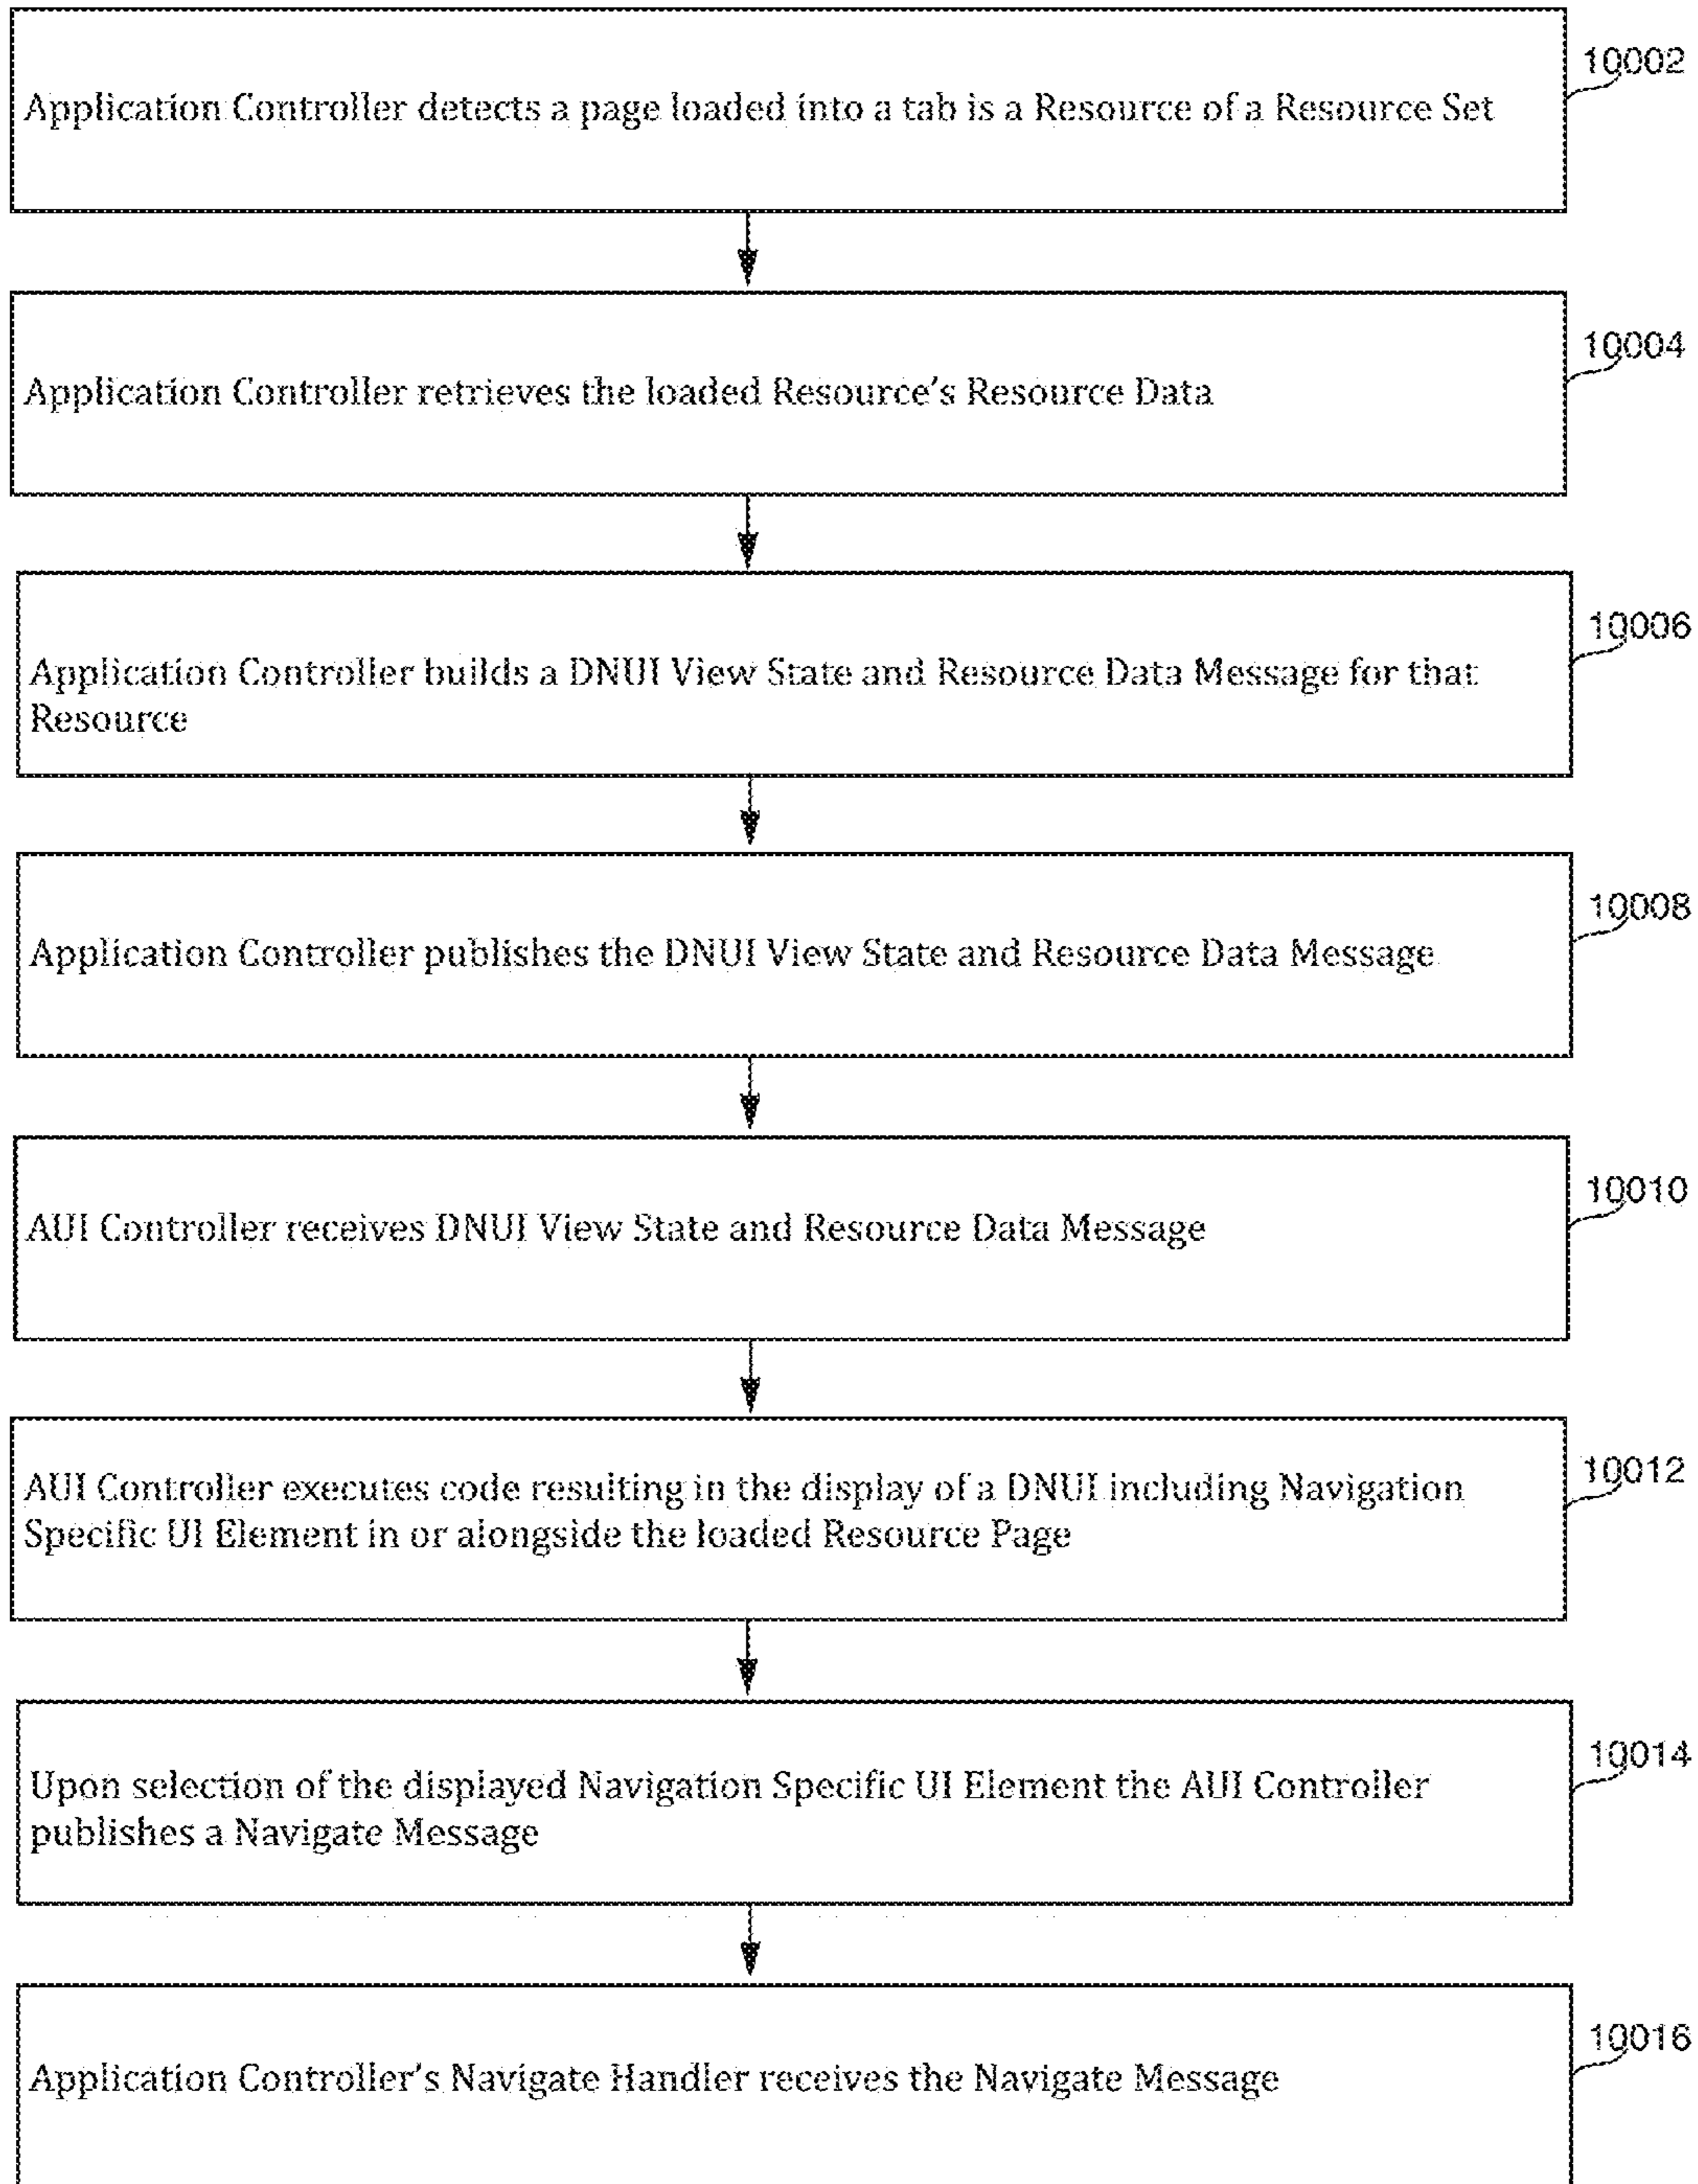 10002
Application Controller detects a page loaded into a tab is a Resource of a Resource Set
10004
Application Controller retrieves the loaded Resource's Resource Data
10006
Application Controller builds a DNUI View State and Resource Data Message for that
Resource
10008
Application Controller publishes the DNUI View State and Resource Data Message
10010
AUI Controller receives DNUI View State and Resource Data Message
10012
AUI Controller executes code resulting in the display of a DNUI including Navigation
Specific UI Element in or alongside the loaded Resource Page
10014
Upon selection of the displayed Navigation Specific UI Element the AUI Controller
publishes a Navigate Message
10016
Application Controller's Navigate Handler receives the Navigate Message